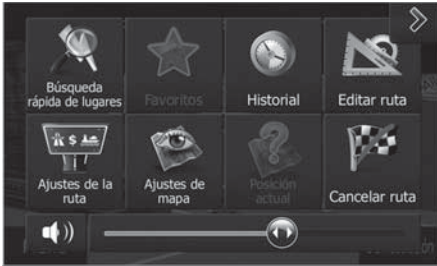 Búsqueda
rápida de lugares
Favoritos
Historial
Editar ruta
Ajustes de la
ruta
Ajustes de
mapa
Posición
actual
Cancelar ruta